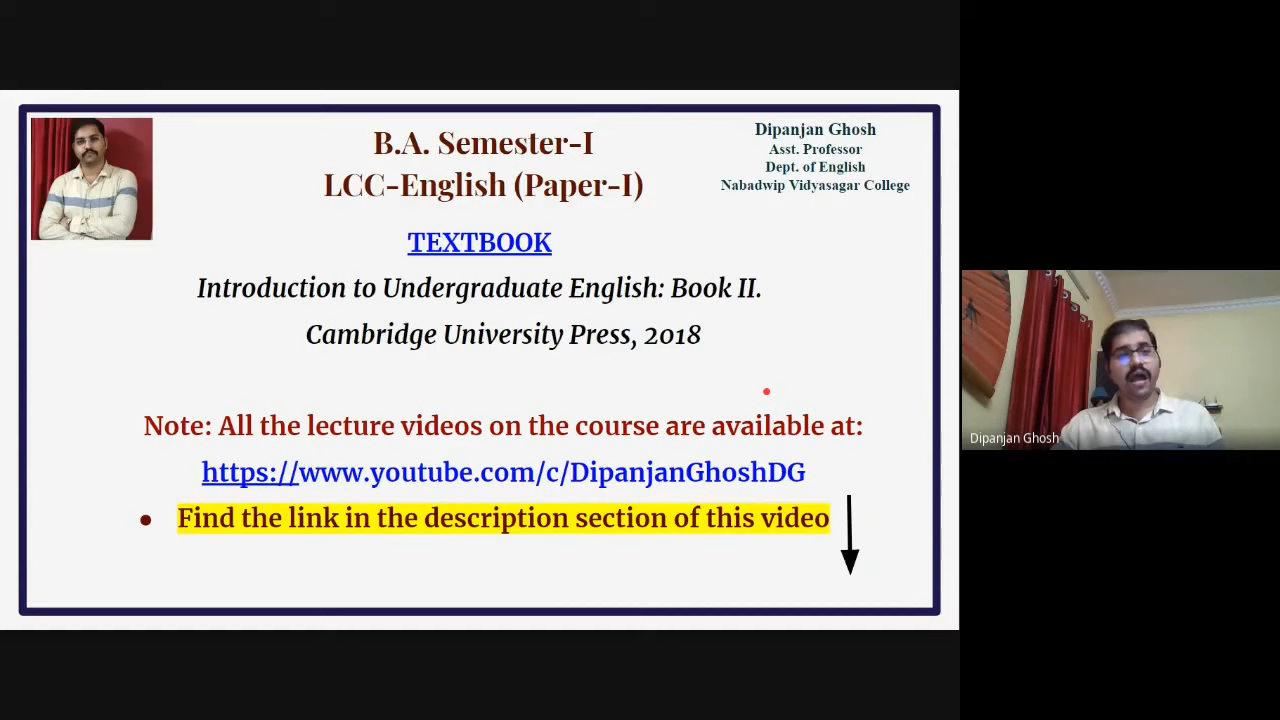 B.A. Semester-I
LCC-English (Paper-I)
Dipanjan Ghosh
Asst. Professor
Dept. of English
Nabadwip Vidyasagar College
TEXTBOOK
Introduction to Undergraduate English: Book II.
Cambridge University Press, 2018
Note: All the lecture videos on the course are available at:
https://www.youtube.com/c/DipanjanGhoshDG
• Find the link in the description section of this video
Dipanjan Ghosh